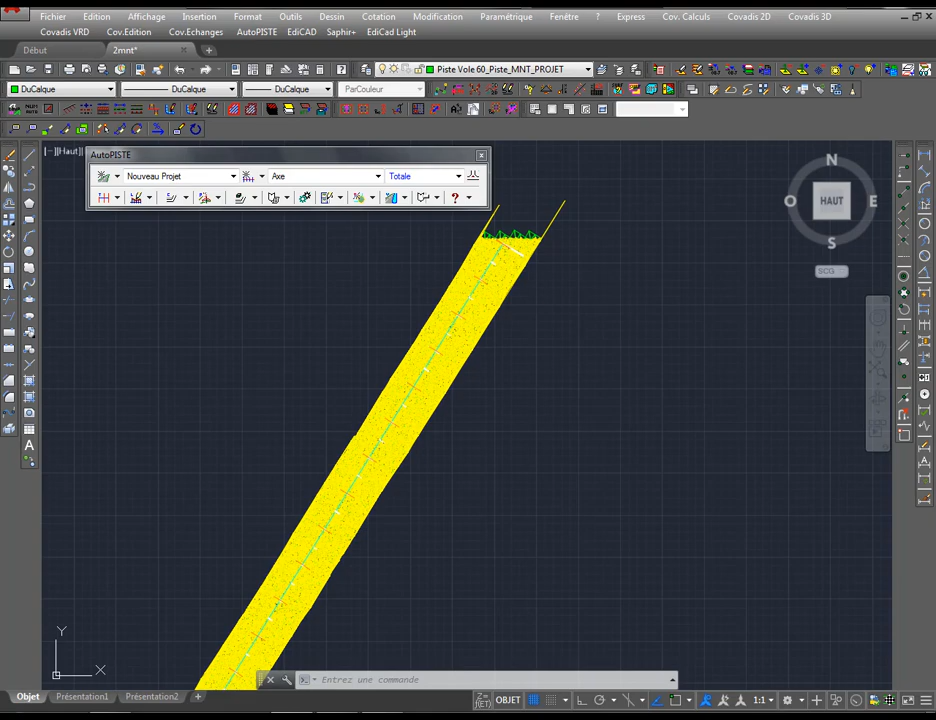 Fichier Edition Affichage Insertion Format Outils Dessin Cotation Modification Paramétrique Fenêtre ? Express Cov. Calculs Covadis 2D Covadis 3D
Covadis VRD Cov.Edition Cov.Echanges AutoPISTE EdiCAD Saphir+ EdiCad Light
Début 2mnt* +
Piste Vole 60_Piste_MNT_PROJET
DuCalque DuCalque DuCalque ParCouleur
[−][Haut]
AutoPISTE
Nouveau Projet Axe Totale
?
N
O HAUT E
S
SCG
A
A
Y
X
Entrez une commande
Objet Présentation1 Présentation2 + OBJET 1:1